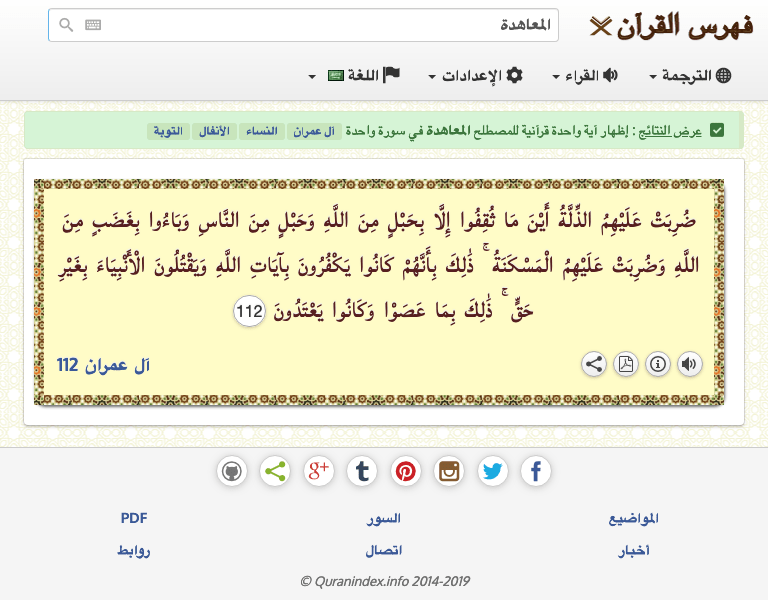 فهرس القرآن
المعاهدة
الترجمة
القراء
الإعدادات
اللغة
عرض النتائج : إظهار آية واحدة قرآنية للمصطلح المعاهدة في سورة واحدة آل عمران النساء الأنفال التوبة
ضُرِبَتْ عَلَيْهِمُ الذِّلَّةُ أَيْنَ مَا ثُقِفُوا إِلَّا بِحَبْلٍ مِنَ اللَّهِ وَحَبْلٍ مِنَ النَّاسِ وَبَاءُوا بِغَضَبٍ مِنَ
اللَّهِ وَضُرِبَتْ عَلَيْهِمُ الْمَسْكَنَةُ ۚ ذَٰلِكَ بِأَنَّهُمْ كَانُوا يَكْفُرُونَ بِآيَاتِ اللَّهِ وَيَقْتُلُونَ الْأَنْبِيَاءَ بِغَيْرِ
حَقٍّ ۚ ذَٰلِكَ بِمَا عَصَوْا وَكَانُوا يَعْتَدُونَ 112
آل عمران 112
المواضيع
السور
PDF
أخبار
اتصال
روابط
© Quranindex.info 2014-2019